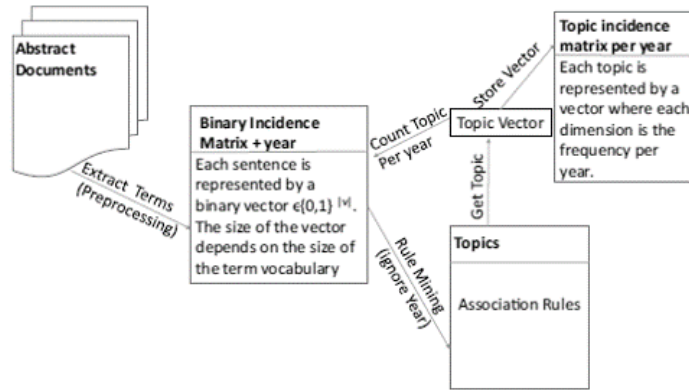 Abstract
Documents
Extract Terms
(Preprocessing)
Binary Incidence
Matrix + year
Each sentence is
represented by a
binary vector ϵ{0,1} |v|.
The size of the vector
depends on the size of
the term vocabulary
Count Topic
Per year
Rule Mining
(ignore Year)
Topics
Association Rules
Get Topic
Topic Vector
Store Vector
Topic incidence
matrix per year
Each topic is
represented by a
vector where each
dimension is the
frequency per
year.